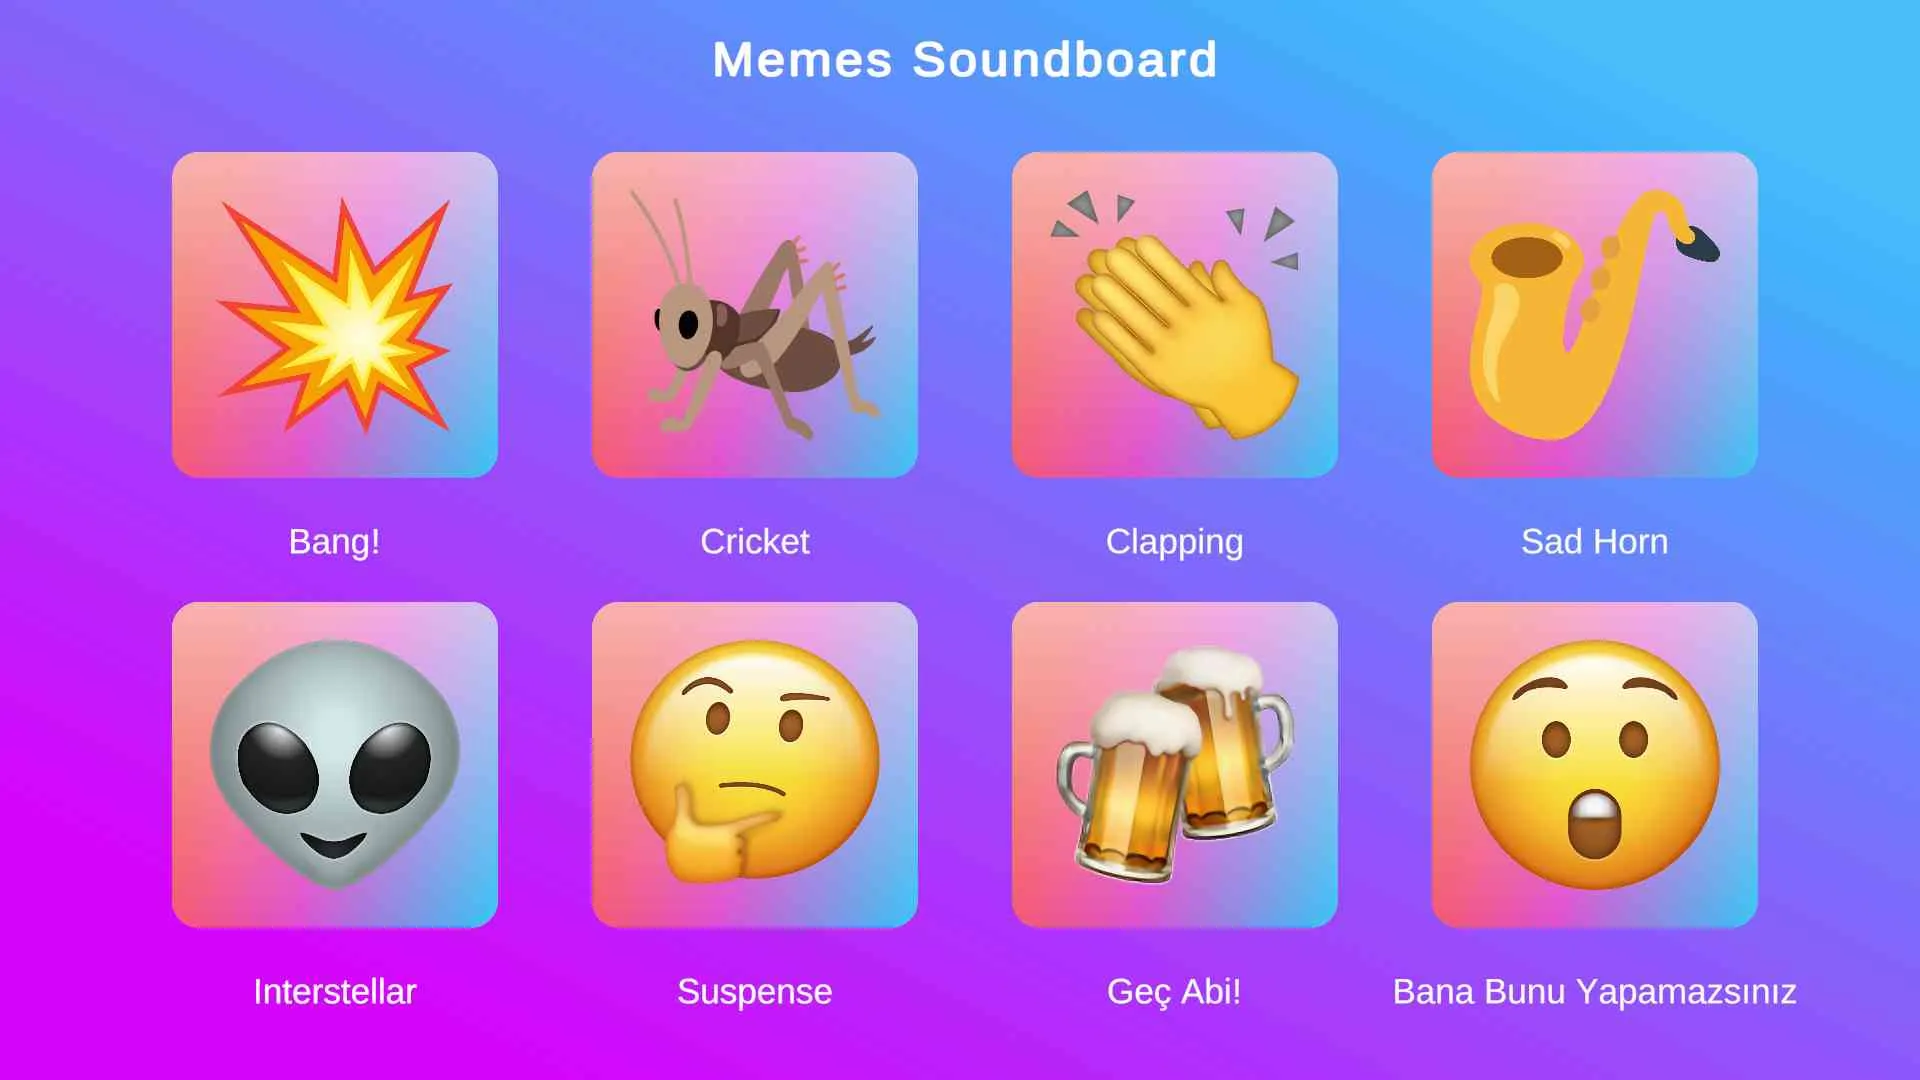 Memes Soundboard
Bang!
Cricket
Clapping
Sad Horn
Interstellar
Suspense
Geç Abi!
Bana Bunu Yapamazsınız